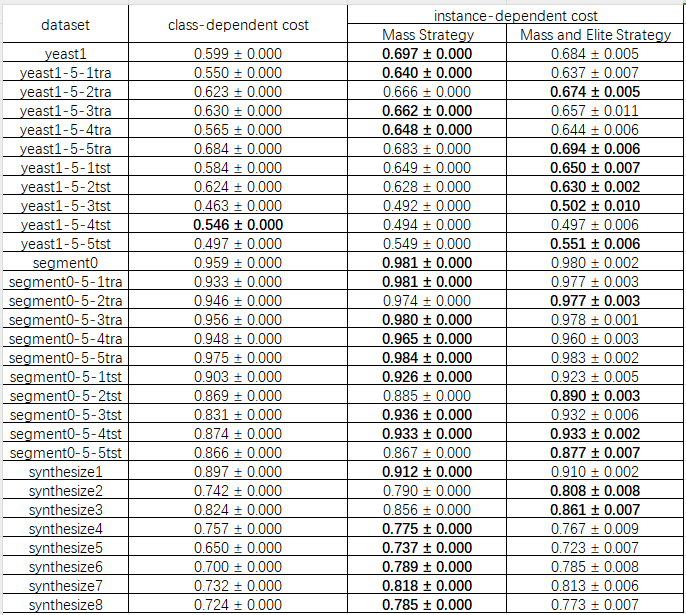 dataset class-dependent cost instance-dependent cost
Mass Strategy Mass and Elite Strategy
yeast1 0.599 ± 0.000 0.697 ± 0.000 0.684 ± 0.005
yeast1-5-1tra 0.550 ± 0.000 0.640 ± 0.000 0.637 ± 0.007
yeast1-5-2tra 0.623 ± 0.000 0.666 ± 0.000 0.674 ± 0.005
yeast1-5-3tra 0.630 ± 0.000 0.662 ± 0.000 0.657 ± 0.011
yeast1-5-4tra 0.565 ± 0.000 0.648 ± 0.000 0.644 ± 0.006
yeast1-5-5tra 0.684 ± 0.000 0.683 ± 0.000 0.694 ± 0.006
yeast1-5-1tst 0.584 ± 0.000 0.649 ± 0.000 0.650 ± 0.007
yeast1-5-2tst 0.624 ± 0.000 0.628 ± 0.000 0.630 ± 0.002
yeast1-5-3tst 0.463 ± 0.000 0.492 ± 0.000 0.502 ± 0.010
yeast1-5-4tst 0.546 ± 0.000 0.494 ± 0.000 0.497 ± 0.006
yeast1-5-5tst 0.497 ± 0.000 0.549 ± 0.000 0.551 ± 0.006
segment0 0.959 ± 0.000 0.981 ± 0.000 0.980 ± 0.002
segment0-5-1tra 0.933 ± 0.000 0.981 ± 0.000 0.977 ± 0.003
segment0-5-2tra 0.946 ± 0.000 0.974 ± 0.000 0.977 ± 0.003
segment0-5-3tra 0.956 ± 0.000 0.980 ± 0.000 0.978 ± 0.001
segment0-5-4tra 0.948 ± 0.000 0.965 ± 0.000 0.960 ± 0.003
segment0-5-5tra 0.975 ± 0.000 0.984 ± 0.000 0.983 ± 0.002
segment0-5-1tst 0.903 ± 0.000 0.926 ± 0.000 0.923 ± 0.005
segment0-5-2tst 0.869 ± 0.000 0.885 ± 0.000 0.890 ± 0.003
segment0-5-3tst 0.831 ± 0.000 0.936 ± 0.000 0.932 ± 0.006
segment0-5-4tst 0.874 ± 0.000 0.933 ± 0.000 0.933 ± 0.002
segment0-5-5tst 0.866 ± 0.000 0.867 ± 0.000 0.877 ± 0.007
synthesize1 0.897 ± 0.000 0.912 ± 0.000 0.910 ± 0.002
synthesize2 0.742 ± 0.000 0.790 ± 0.000 0.808 ± 0.008
synthesize3 0.824 ± 0.000 0.856 ± 0.000 0.861 ± 0.007
synthesize4 0.757 ± 0.000 0.775 ± 0.000 0.767 ± 0.009
synthesize5 0.650 ± 0.000 0.737 ± 0.000 0.723 ± 0.007
synthesize6 0.700 ± 0.000 0.789 ± 0.000 0.785 ± 0.008
synthesize7 0.732 ± 0.000 0.818 ± 0.000 0.813 ± 0.006
synthesize8 0.724 ± 0.000 0.785 ± 0.000 0.773 ± 0.007